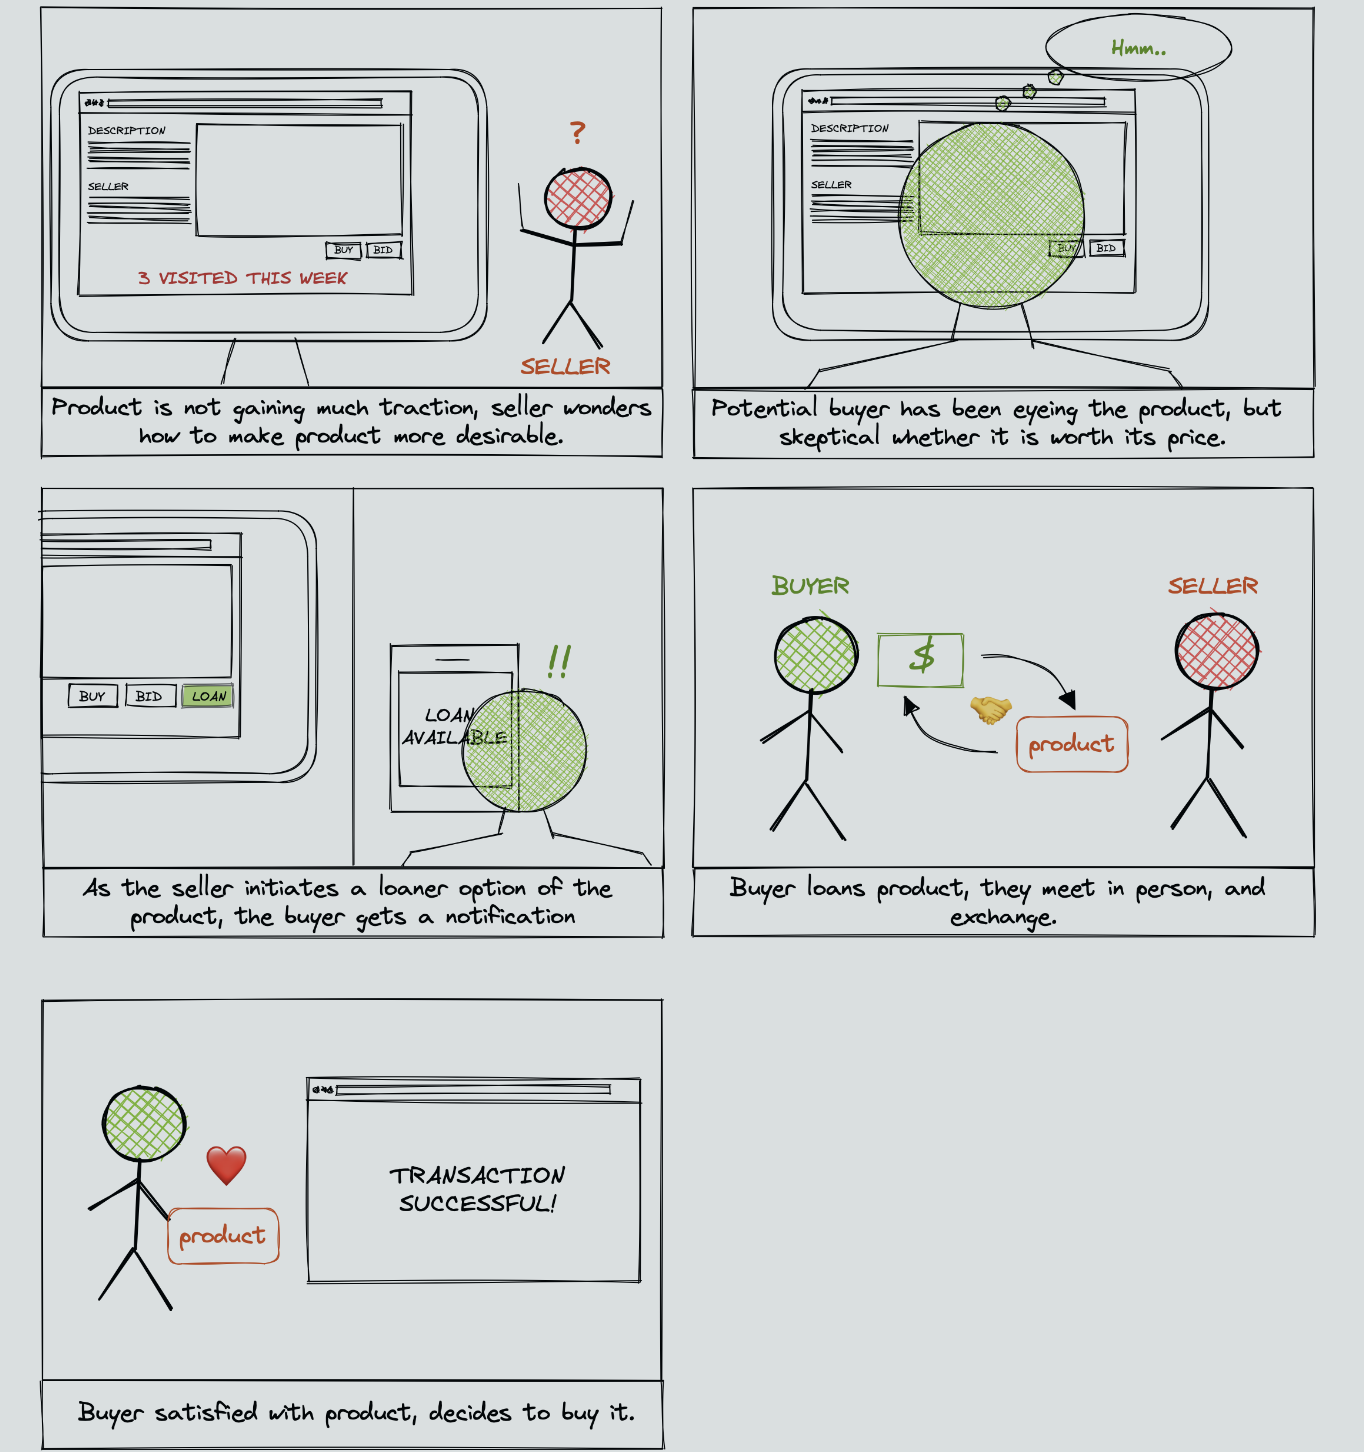 DESCRIPTION
SELLER
BUY BID
3 VISITED THIS WEEK
?
SELLER
Product is not gaining much traction, seller wonders
how to make product more desirable.
Hmm..
DESCRIPTION
SELLER
BUY BID
Potential buyer has been eyeing the product, but
skeptical whether it is worth its price.
BUY BID LOAN
!!
LOAN
AVAILABLE
As the seller initiates a loaner option of the
product, the buyer gets a notification
BUYER
SELLER
$
product
Buyer loans product, they meet in person, and
exchange.
product
TRANSACTION
SUCCESSFUL!
Buyer satisfied with product, decides to buy it.